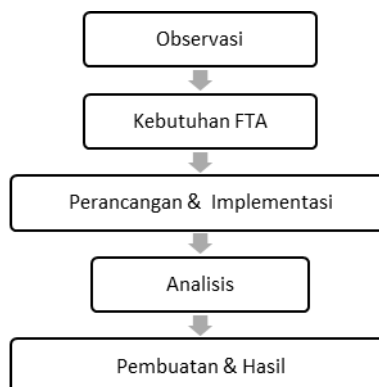 Observasi
Kebutuhan FTA
Perancangan & Implementasi
Analisis
Pembuatan & Hasil